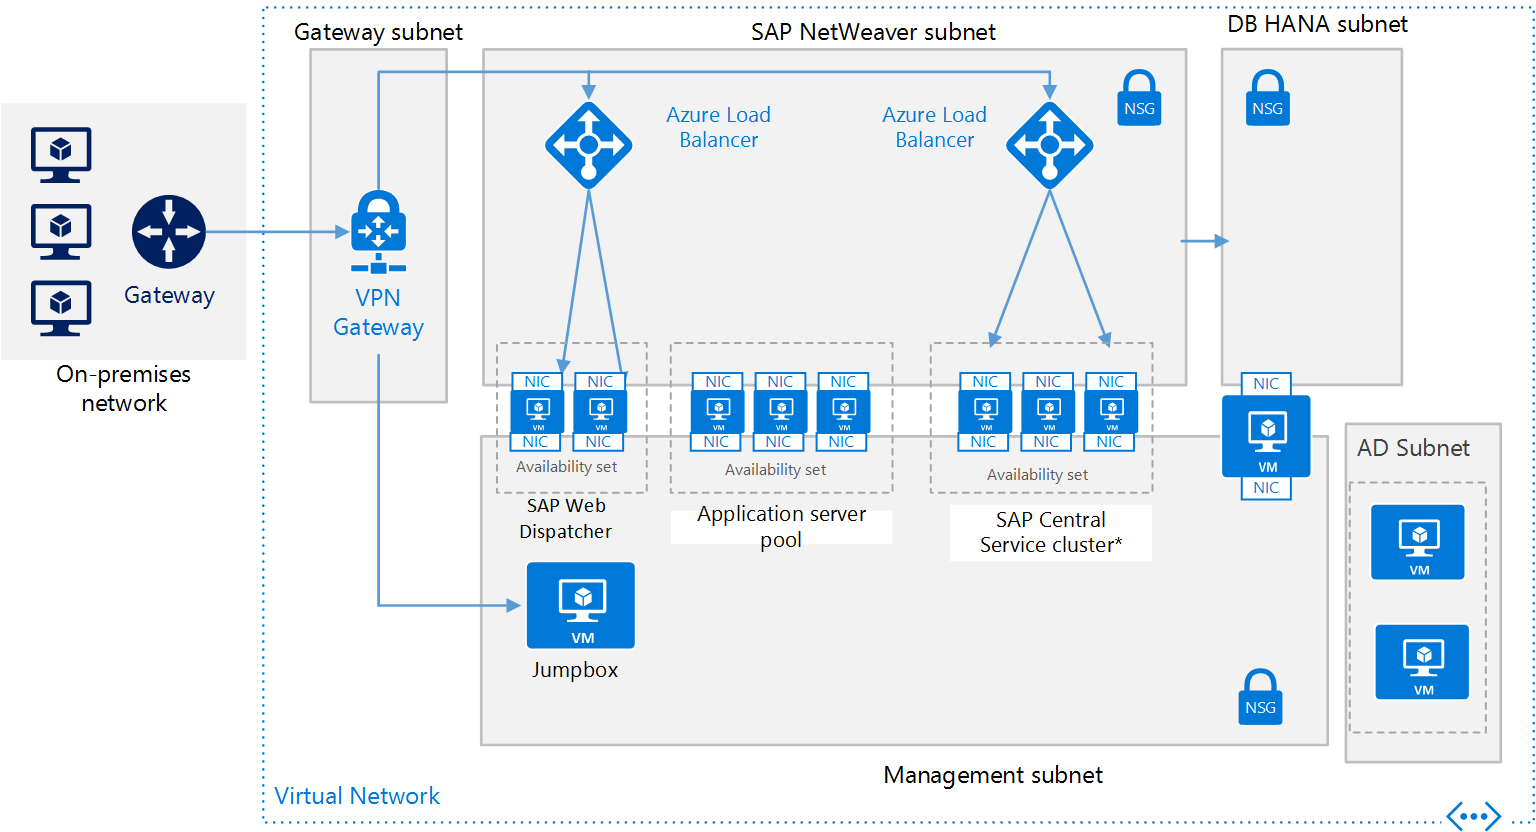 Gateway subnet
SAP NetWeaver subnet
DB HANA subnet
Azure Load
Balancer
Azure Load
Balancer
NSG
NSG
Gateway
VPN
Gateway
On-premises
network
NIC
NIC
NIC
NIC
NIC
NIC
NIC
NIC
NIC
VM
VM
VM
VM
VM
VM
VM
VM
VM
NIC
NIC
NIC
NIC
NIC
NIC
NIC
NIC
NIC
Availability set
Availability set
Availability set
SAP Web
Dispatcher
Application server
pool
SAP Central
Service cluster*
VM
NIC
AD Subnet
VM
VM
VM
Jumpbox
NSG
Management subnet
Virtual Network